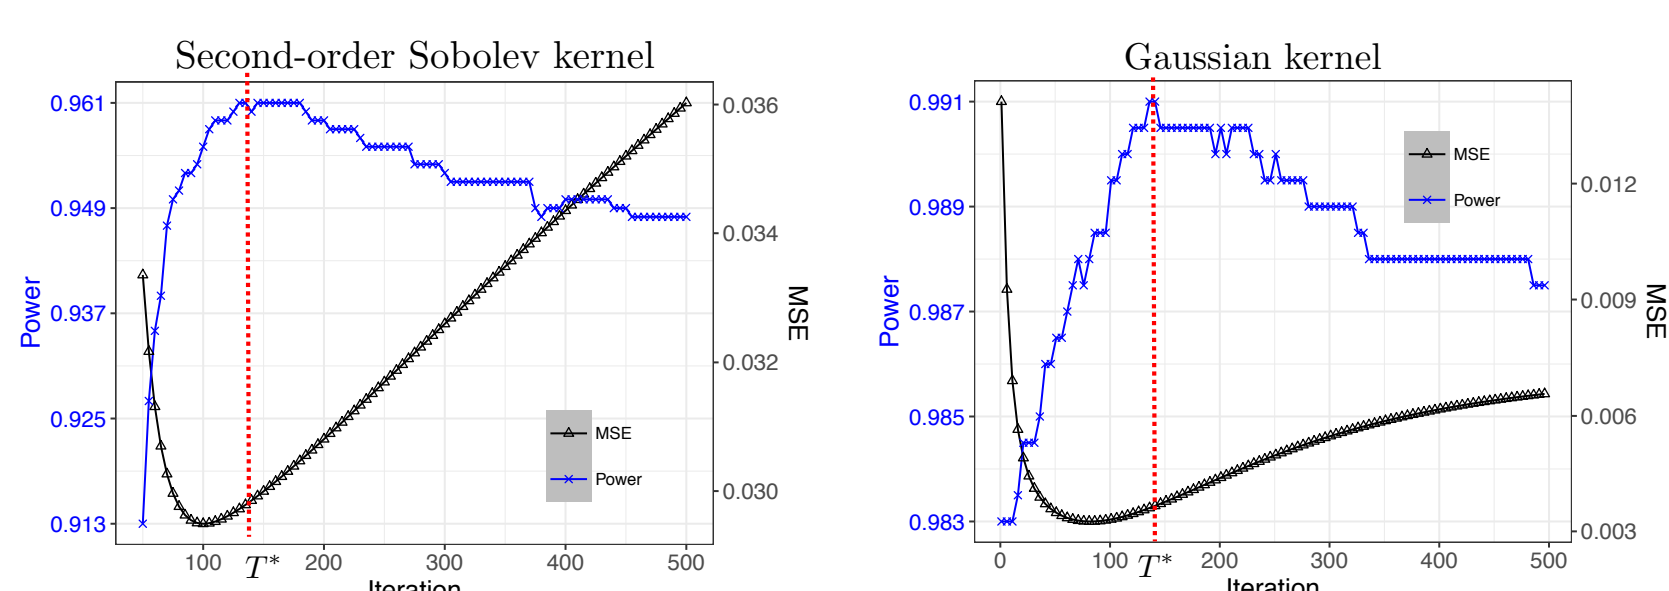 Second-order Sobolev kernel
0.961
0.949
0.937
0.925
0.913
Power
0.036
0.034
0.032
0.030
MSE
MSE
Power
100
T*
200
300
400
500
Iteration
Gaussian kernel
0.991
0.989
0.987
0.985
0.983
Power
0.012
0.009
0.006
0.003
MSE
MSE
Power
0
100
T*
200
300
400
500
Iteration